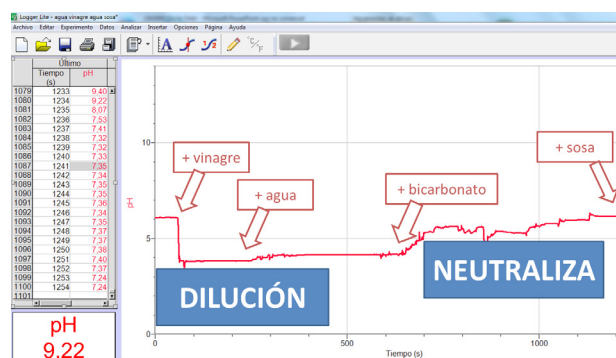 Logger Lite - agua vinagre agua sosa*
Archivo Editar Experimento Datos Analizar Insertar Opciones Página Ayuda
Último
Tiempo pH
(s)
1079 1233 9,40
1080 1234 9,22
1081 1235 8,07
1082 1236 7,53
1083 1237 7,41
1084 1238 7,32
1085 1239 7,32
1086 1240 7,33
1087 1241 7,35
1088 1242 7,34
1089 1243 7,35
1090 1244 7,35
1091 1245 7,36
1092 1246 7,34
1093 1247 7,35
1094 1248 7,37
1095 1249 7,37
1096 1250 7,38
1097 1251 7,40
1098 1252 7,37
1099 1253 7,24
1100 1254 7,24
1101
pH
9,22
10
5
0
pH
+ vinagre
+ agua
+ bicarbonato
+ sosa
DILUCIÓN
NEUTRALIZA
0 500 1000
Tiempo (s)